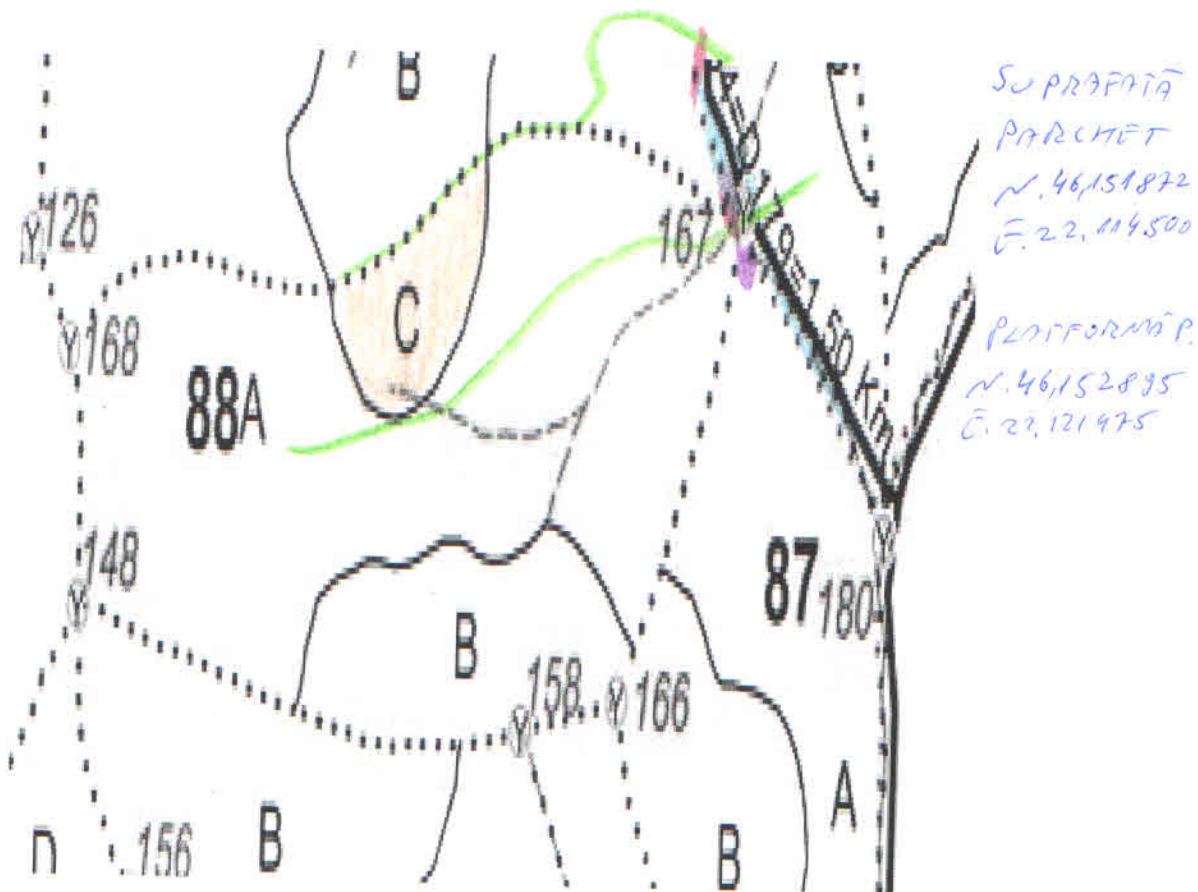 B
SUPRAFAȚĂ
PARCHET
N.46,151872
E.22,114500
126
167
168
C
PLATFORMĂ P.
N.46,152895
E.22,121475
88A
148
87
180
B
158
166
156
B
B
A